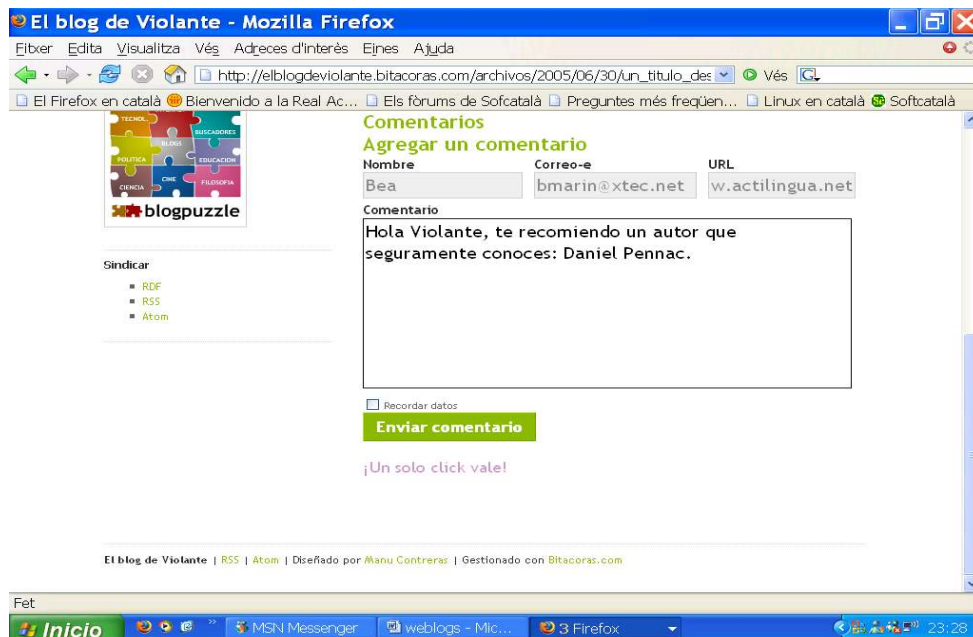 El blog de Violante - Mozilla Firefox
Fitxer Edita Visualitza Vés Adreces d'interès Eines Ajuda
http://elblogdeviolante.bitacoras.com/archivos/2005/06/30/un_titulo_des Vés
El Firefox en català Bienvenido a la Real Ac... Els fòrums de Sofcatalà Preguntes més freqüen... Linux en català Softcatalà
TECNOL.
BUSCADORES
BLOGS
POLITICA
EDUCACION
CINE
CIENCIA
FILOSOFIA
blogpuzzle
Sindicar
RDF
RSS
Atom
Comentarios
Agregar un comentario
Nombre Correo-e URL
Bea bmarin@xtec.net w.actilingua.net
Comentario
Hola Violante, te recomiendo un autor que
seguramente conoces: Daniel Pennac.
Recordar datos
Enviar comentario
¡Un solo click vale!
El blog de Violante | RSS | Atom | Diseñado por Manu Contreras | Gestionado con Bitacoras.com
Fet
Inicio MSN Messenger weblogs - Mic... 3 Firefox 23:28